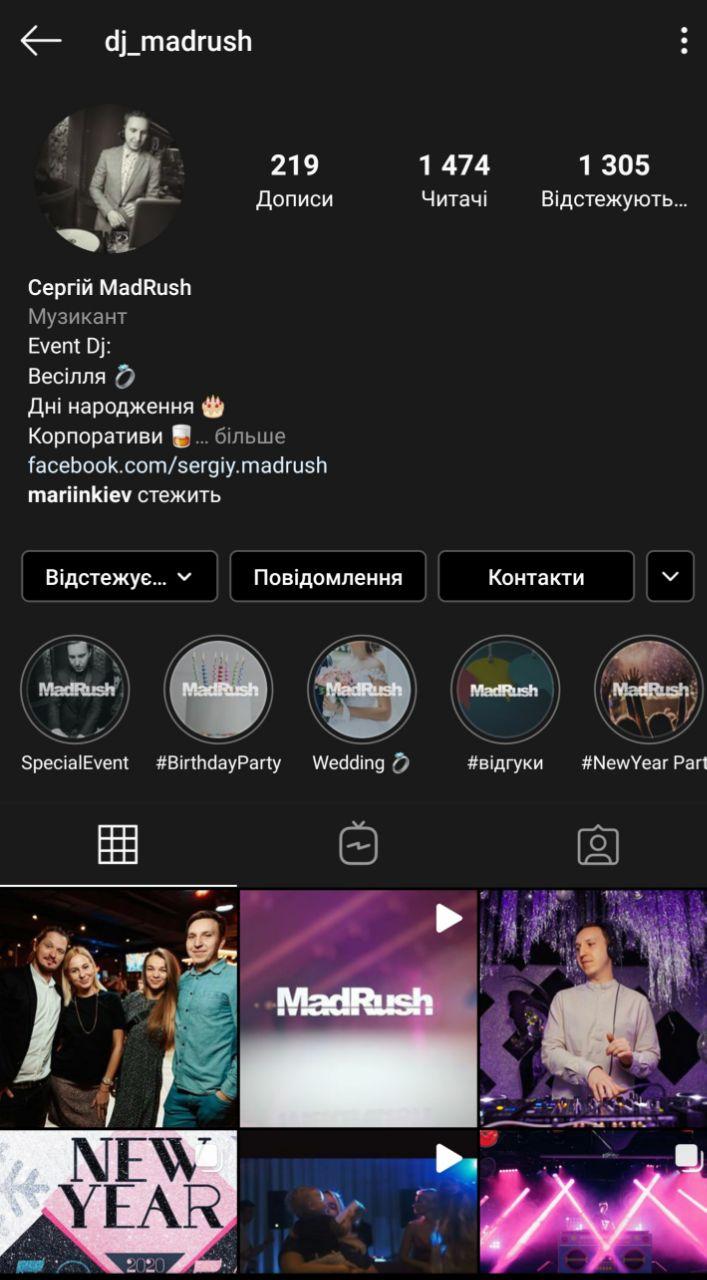 dj_madrush
219
1 474
1 305
Дописи
Читачі
Відстежують...
Сергій MadRush
Музикант
Event Dj:
Весілля 💍
Дні народження 🎂
Корпоративи 🥃... більше
facebook.com/sergiy.madrush
mariinkiev стежить
Відстежує...
Повідомлення
Контакти
MadRush
MadRush
MadRush
MadRush
MadRush
SpecialEvent
#BirthdayParty
Wedding 💍
#відгуки
#NewYear Part
MadRush
NEW
YEAR
2020